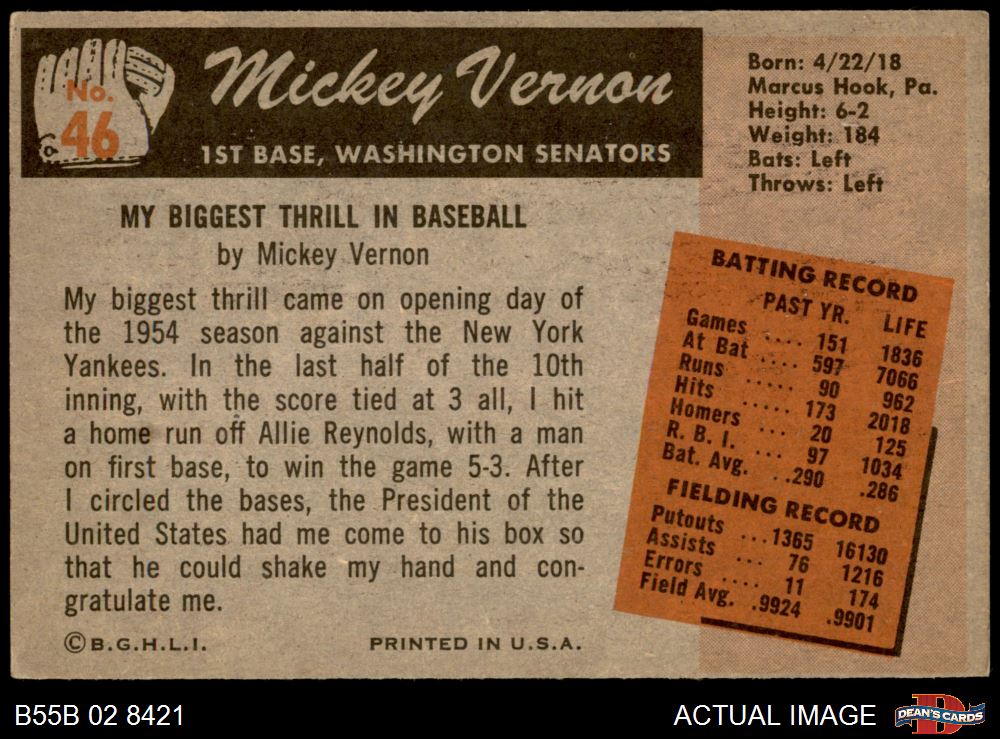 No.
46
Mickey Vernon
1ST BASE, WASHINGTON SENATORS
Born: 4/22/18
Marcus Hook, Pa.
Height: 6-2
Weight: 184
Bats: Left
Throws: Left
MY BIGGEST THRILL IN BASEBALL
by Mickey Vernon
My biggest thrill came on opening day of
the 1954 season against the New York
Yankees. In the last half of the 10th
inning, with the score tied at 3 all, I hit
a home run off Allie Reynolds, with a man
on first base, to win the game 5-3. After
I circled the bases, the President of the
United States had me come to his box so
that he could shake my hand and con-
gratulate me.
©B.G.H.L.I.
PRINTED IN U.S.A.
BATTING RECORD
PAST YR. LIFE
Games .... 151 1836
At Bat .... 597 7066
Runs ..... 90 962
Hits ..... 173 2018
Homers ... 20 125
R. B. I. ... 97 1034
Bat. Avg. ...290 .286
FIELDING RECORD
Putouts ...1365 16130
Assists ... 76 1216
Errors .... 11 174
Field Avg. .9924 .9901
B55B 02 8421
ACTUAL IMAGE
D
DEAN'S CARDS